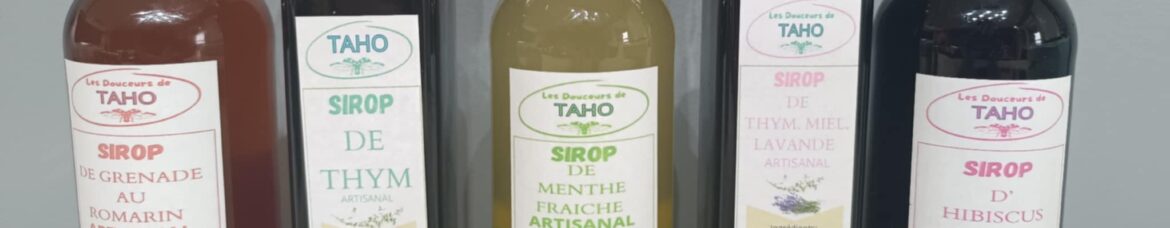 Les Douceurs de
TAHO
SIROP
DE GRENADE
AU
ROMARIN
TAHO
SIROP
DE
THYM
ARTISANAL
Les Douceurs de
TAHO
SIROP
DE
MENTHE
FRAICHE
ARTISANAL
Les Douceurs de
TAHO
SIROP
DE
THYM, MIEL,
LAVANDE
ARTISANAL
Les Douceurs de
TAHO
SIROP
D'
HIBISCUS